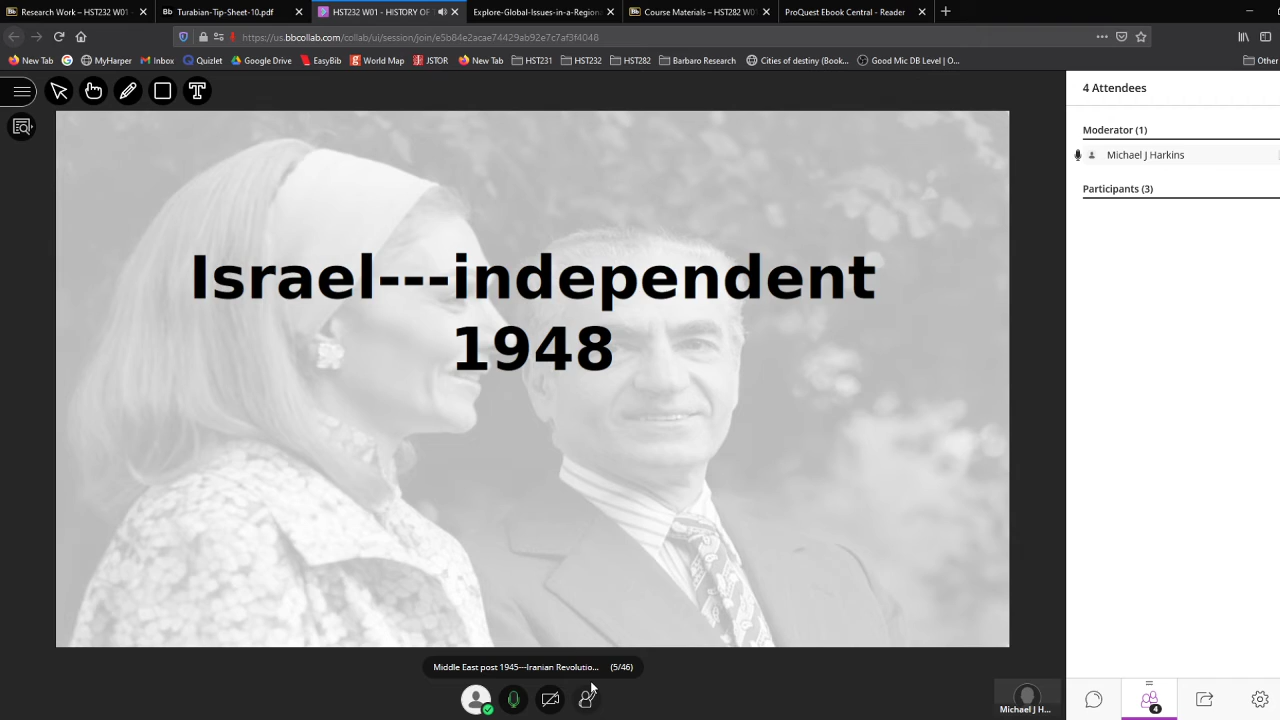 Research Work – HST232 W01 -
Turabian-Tip-Sheet-10.pdf
HST232 W01 - HISTORY OF
Explore-Global-Issues-in-a-Region
Course Materials – HST282 W0
ProQuest Ebook Central - Reader
https://us.bbcollab.com/collab/ui/session/join/e5b84e2acae74429ab92e7c7af3f4048
New Tab
MyHarper
Inbox
Quizlet
Google Drive
EasyBib
World Map
JSTOR
New Tab
HST231
HST232
HST282
Barbaro Research
Cities of destiny (Book...
Good Mic DB Level | O...
Other
4 Attendees
Moderator (1)
Michael J Harkins
Participants (3)
Israel---independent
1948
Middle East post 1945---Iranian Revolutio... (5/46)
Michael J H...
4